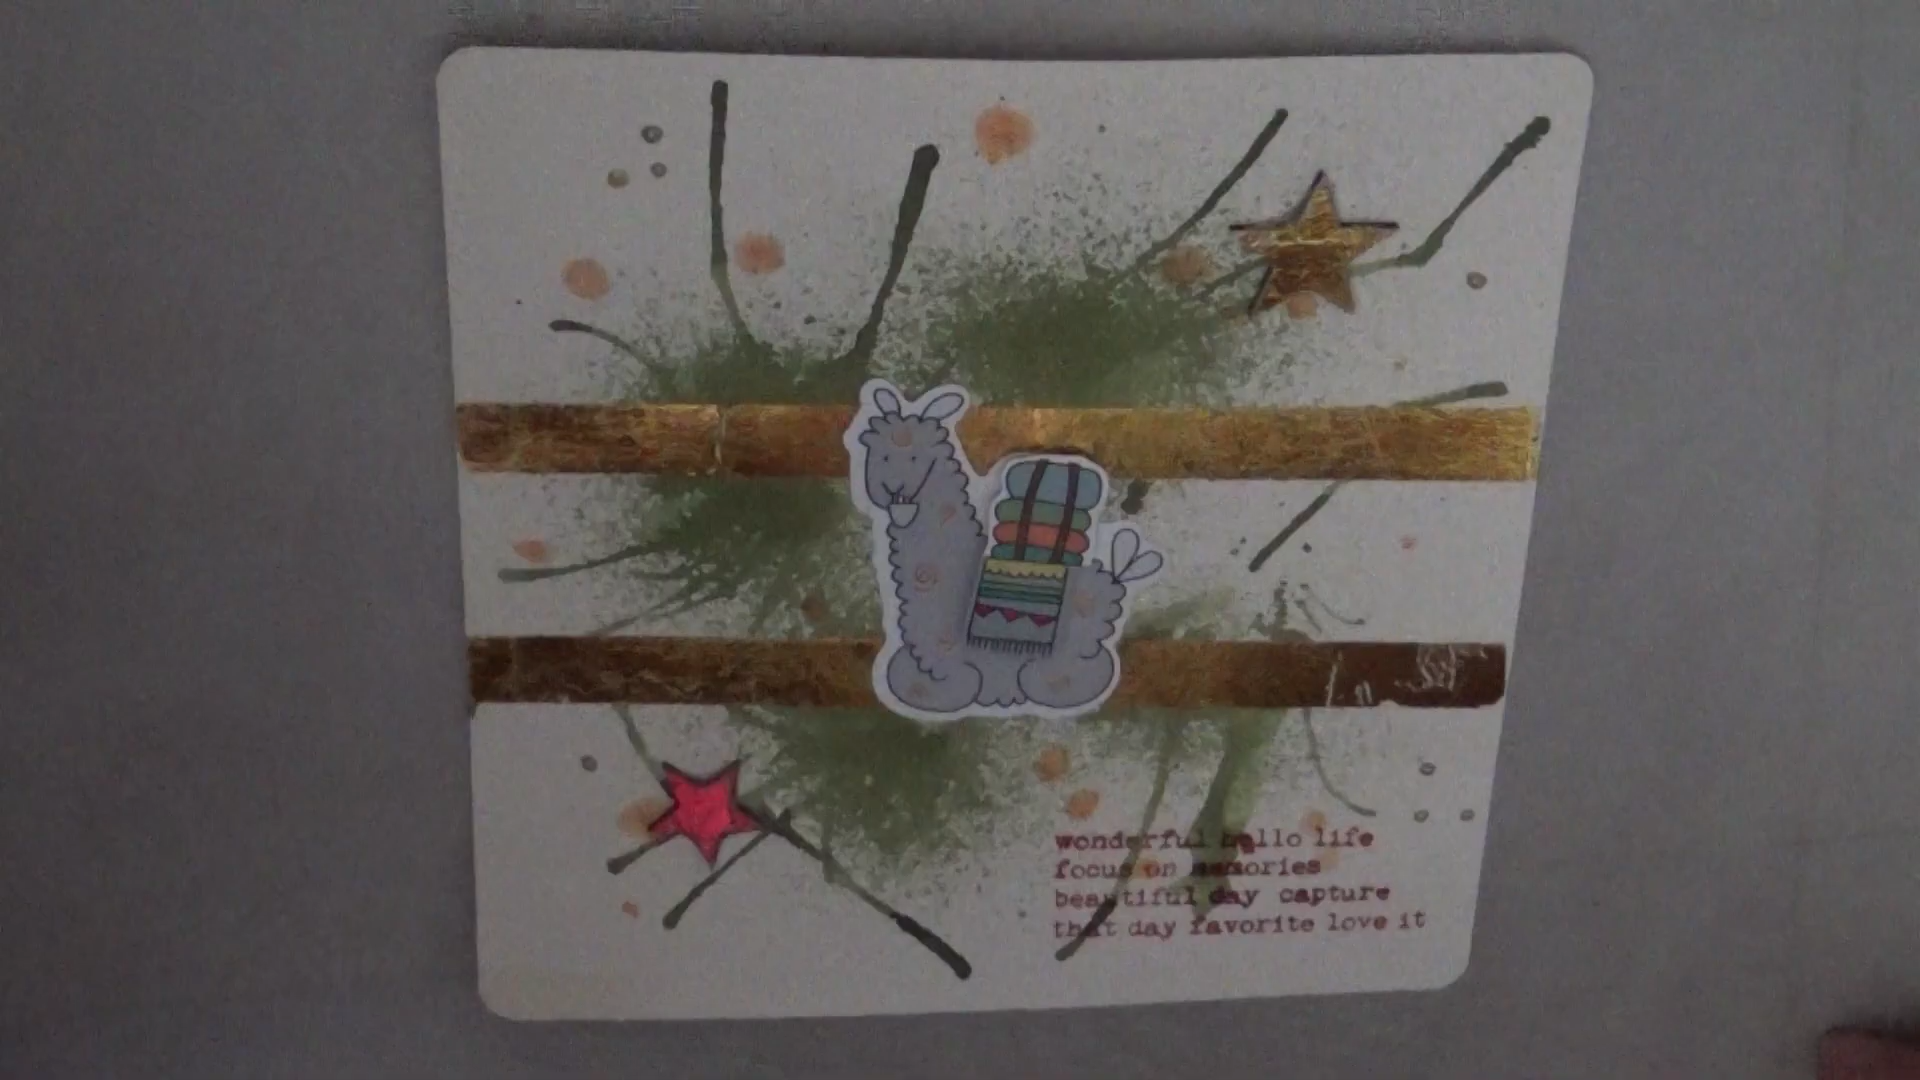 wonderful hello life
focus on memories
beautiful day capture
that day favorite love it